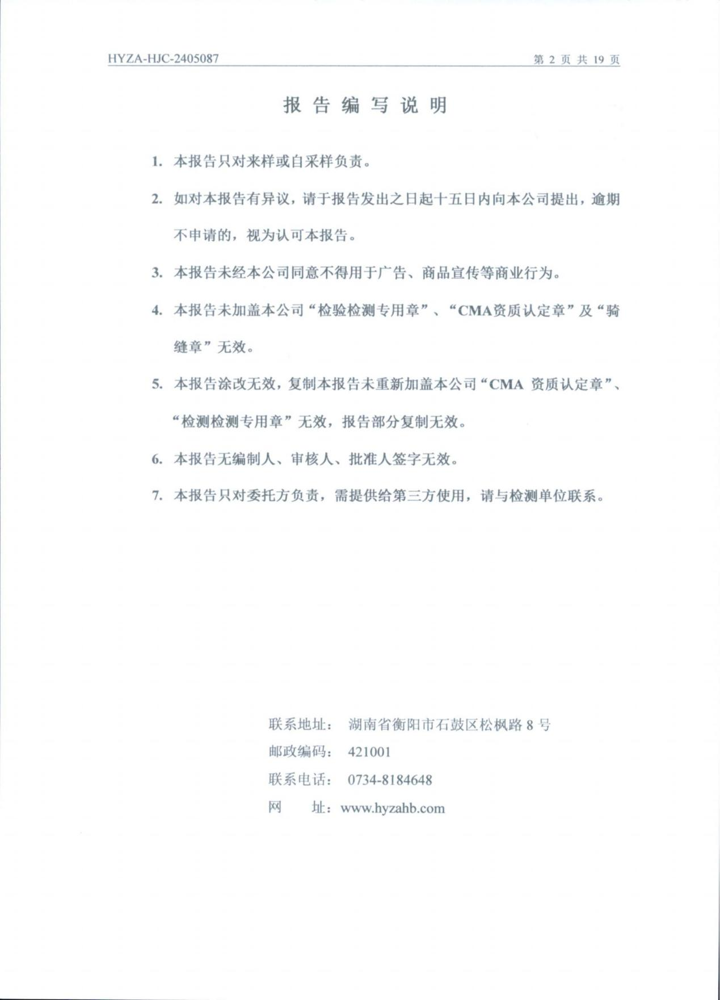 HYZA-HJC-2405087 第 2 页 共 19 页
报 告 编 写 说 明
1. 本报告只对来样或自采样负责。
2. 如对本报告有异议，请于报告发出之日起十五日内向本公司提出，逾期
不申请的，视为认可本报告。
3. 本报告未经本公司同意不得用于广告、商品宣传等商业行为。
4. 本报告未加盖本公司“检验检测专用章”、“CMA资质认定章”及“骑
缝章”无效。
5. 本报告涂改无效，复制本报告未重新加盖本公司“CMA 资质认定章”、
“检测检测专用章”无效，报告部分复制无效。
6. 本报告无编制人、审核人、批准人签字无效。
7. 本报告只对委托方负责，需提供给第三方使用，请与检测单位联系。
联系地址： 湖南省衡阳市石鼓区松枫路 8 号
邮政编码： 421001
联系电话： 0734-8184648
网 址：www.hyzahb.com